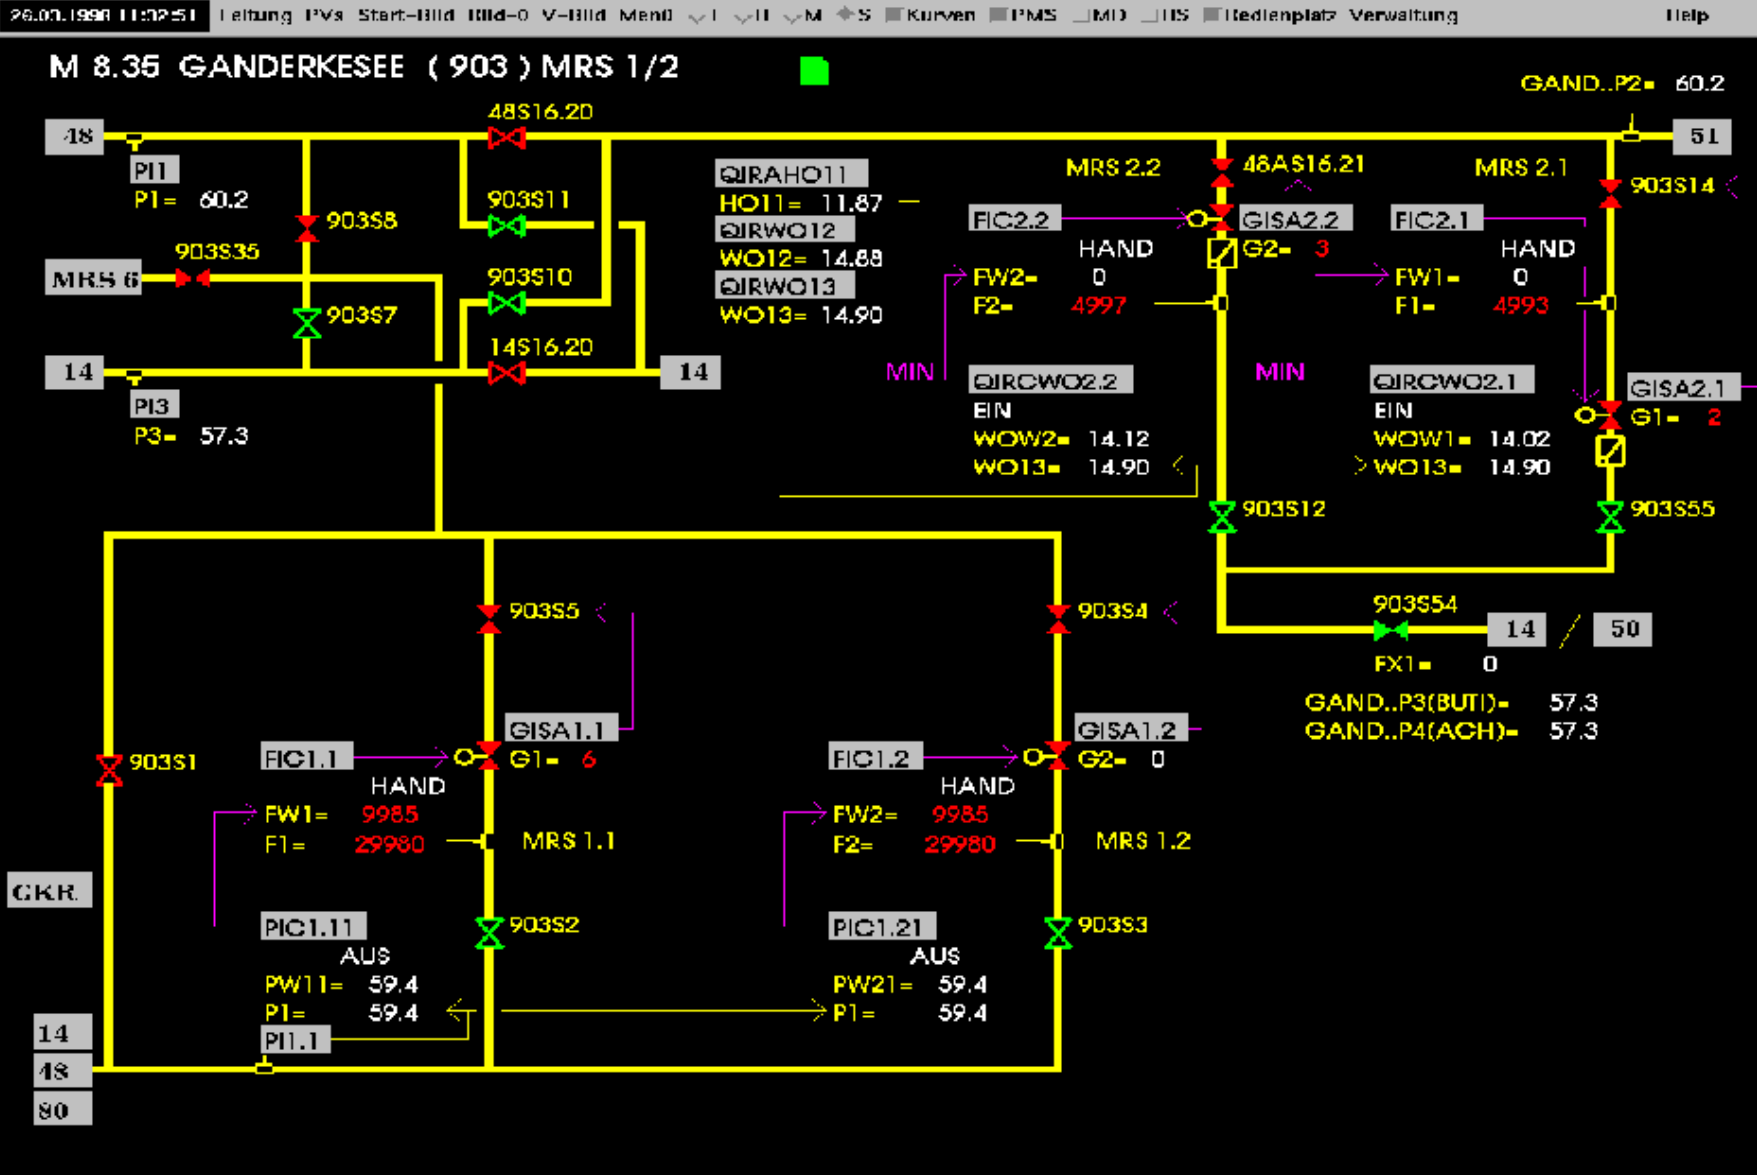 26.03.1998 11:02:51 Leitung PVs Start-Bild Bild-0 V-Bild Menü I II M S Kurven PMS MD HS Bedienplatz Verwaltung Help
M 8.35 GANDERKESEE ( 903 ) MRS 1/2
GAND..P2= 60.2
48S16.20
48
51
PI1
P1= 60.2
903S8
903S11
903S35
MRS 6
903S10
903S7
14S16.20
14
14
PI3
P3= 57.3
QIRAHO11
HO11= 11.87
QIRWO12
WO12= 14.88
QIRWO13
WO13= 14.90
MRS 2.2
48AS16.21
MRS 2.1
903S14
FIC2.2
GISA2.2
FIC2.1
HAND
G2= 3
HAND
FW2= 0
FW1= 0
F2= 4997
F1= 4993
MIN
QIRCWO2.2
MIN
QIRCWO2.1
GISA2.1
EIN
EIN
G1= 2
WOW2= 14.12
WOW1= 14.02
WO13= 14.90
WO13= 14.90
903S12
903S55
903S54
14 / 50
FX1= 0
GAND..P3(BUTI)= 57.3
GAND..P4(ACH)= 57.3
903S5
903S4
GISA1.1
GISA1.2
903S1
FIC1.1
G1= 6
FIC1.2
G2= 0
HAND
HAND
FW1= 9985
FW2= 9985
F1= 29980
MRS 1.1
F2= 29980
MRS 1.2
GKR.
PIC1.11
903S2
PIC1.21
903S3
AUS
AUS
PW11= 59.4
PW21= 59.4
P1= 59.4
P1= 59.4
PI1.1
14
48
80